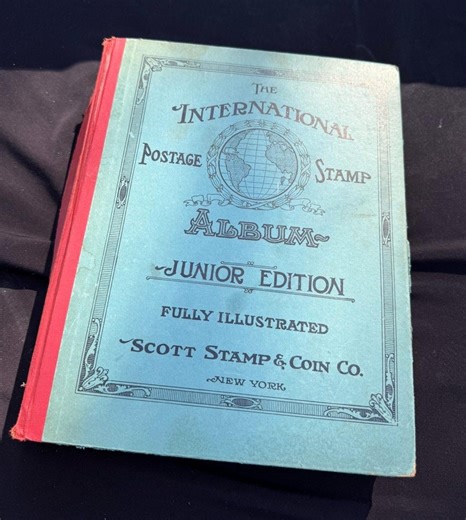 THE
INTERNATIONAL
POSTAGE STAMP
ALBUM
JUNIOR EDITION
FULLY ILLUSTRATED
SCOTT STAMP & COIN CO.
NEW YORK